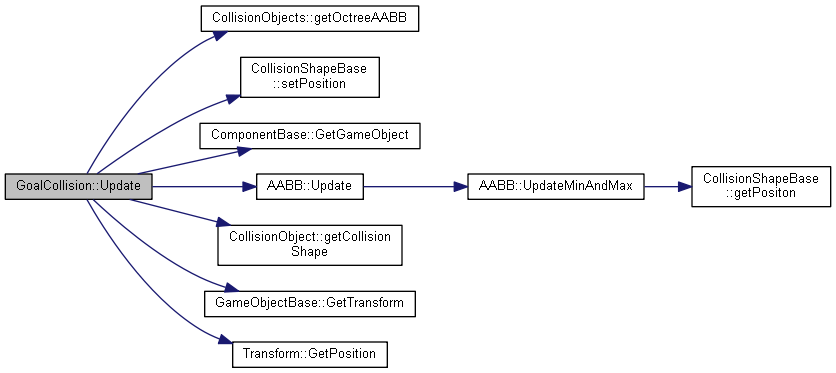 CollisionObjects::getOctreeAABB
CollisionShapeBase
::setPosition
ComponentBase::GetGameObject
GoalCollision::Update
AABB::Update
AABB::UpdateMinAndMax
CollisionShapeBase
::getPositon
CollisionObject::getCollision
Shape
GameObjectBase::GetTransform
Transform::GetPosition